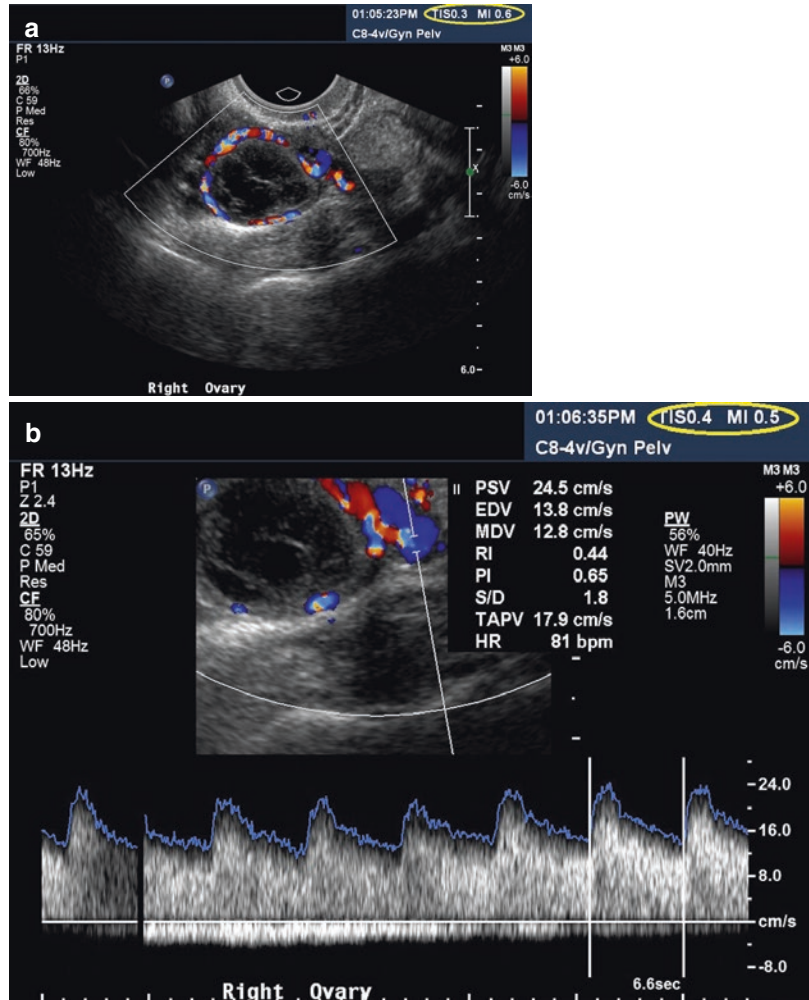 a
01:05:23PM TIS0.3 MI 0.6
C8-4v/Gyn Pelv
FR 13Hz
P1
2D
66%
C 59
P Med
Res
CF
80%
700Hz
WF 48Hz
Low
P
M3 M3
+6.0
X
-6.0
cm/s
6.0
Right Ovary
b
01:06:35PM TIS0.4 MI 0.5
C8-4v/Gyn Pelv
FR 13Hz
P1
Z 2.4
2D
65%
C 59
P Med
Res
CF
80%
700Hz
WF 48Hz
Low
P
II
PSV 24.5 cm/s
EDV 13.8 cm/s
MDV 12.8 cm/s
RI 0.44
PI 0.65
S/D 1.8
TAPV 17.9 cm/s
HR 81 bpm
PW
56%
WF 40Hz
SV2.0mm
M3
5.0MHz
1.6cm
M3 M3
+6.0
-6.0
cm/s
24.0
16.0
8.0
cm/s
-8.0
6.6sec
Right Ovary